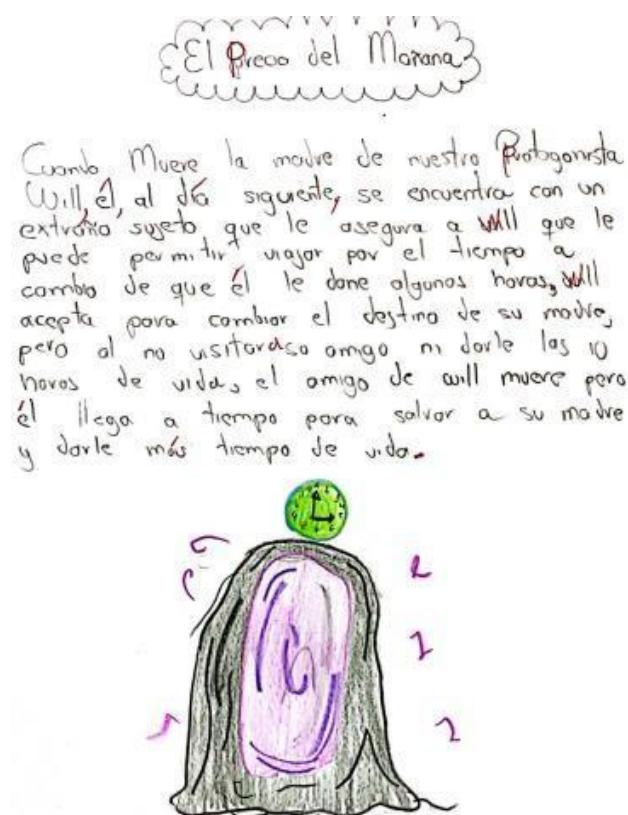 El Precio del Mañana
Cuando Muere la madre de nuestro Protagonista
Will, él, al día siguiente, se encuentra con un
extraño sujeto que le asegura a Will que le
puede permitir viajar por el tiempo a
cambio de que él le done algunas horas, Will
acepta para cambiar el destino de su madre,
pero al no visitar a su amigo ni darle las 10
horas de vida, el amigo de will muere pero
él llega a tiempo para salvar a su madre
y darle más tiempo de vida.